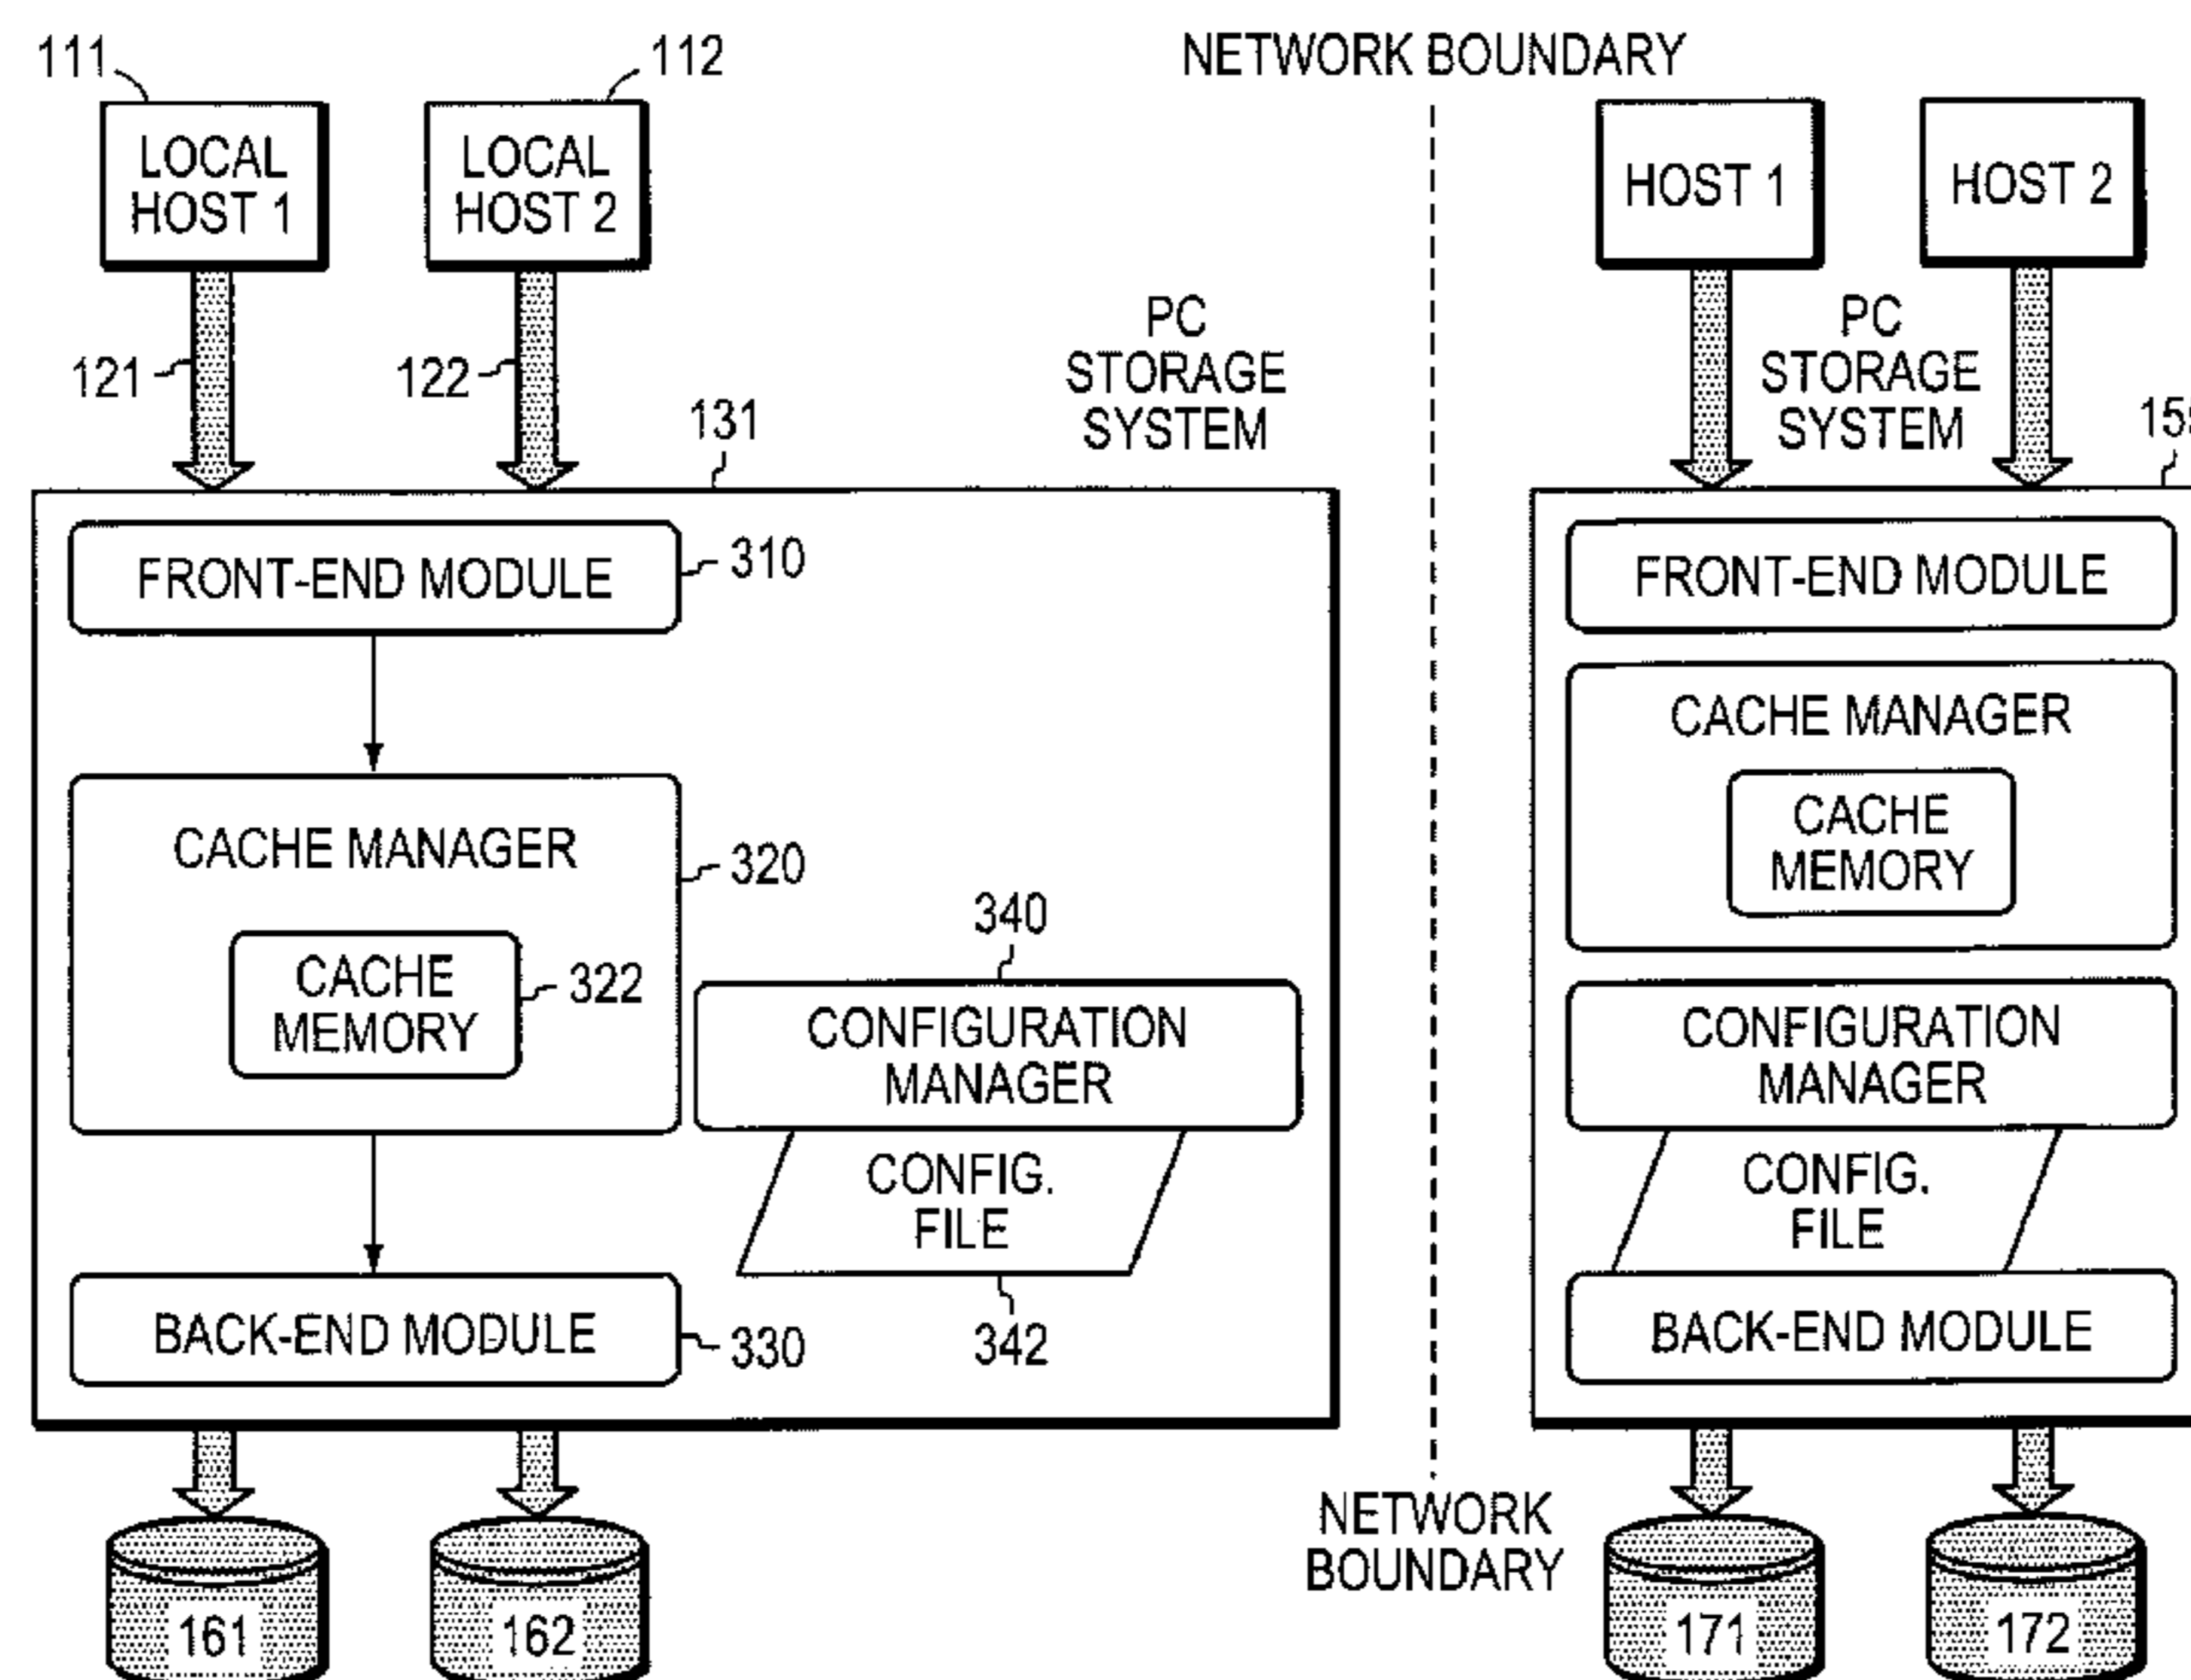 111
112
NETWORK BOUNDARY
LOCAL
HOST 1
LOCAL
HOST 2
HOST 1
HOST 2
121
122
PC
STORAGE
SYSTEM
131
PC
STORAGE
SYSTEM
FRONT-END MODULE
310
CACHE MANAGER
320
CACHE
MEMORY
322
340
CONFIGURATION
MANAGER
CONFIG.
FILE
342
BACK-END MODULE
330
FRONT-END MODULE
CACHE MANAGER
CACHE
MEMORY
CONFIGURATION
MANAGER
CONFIG.
FILE
BACK-END MODULE
NETWORK
BOUNDARY
161
162
171
172